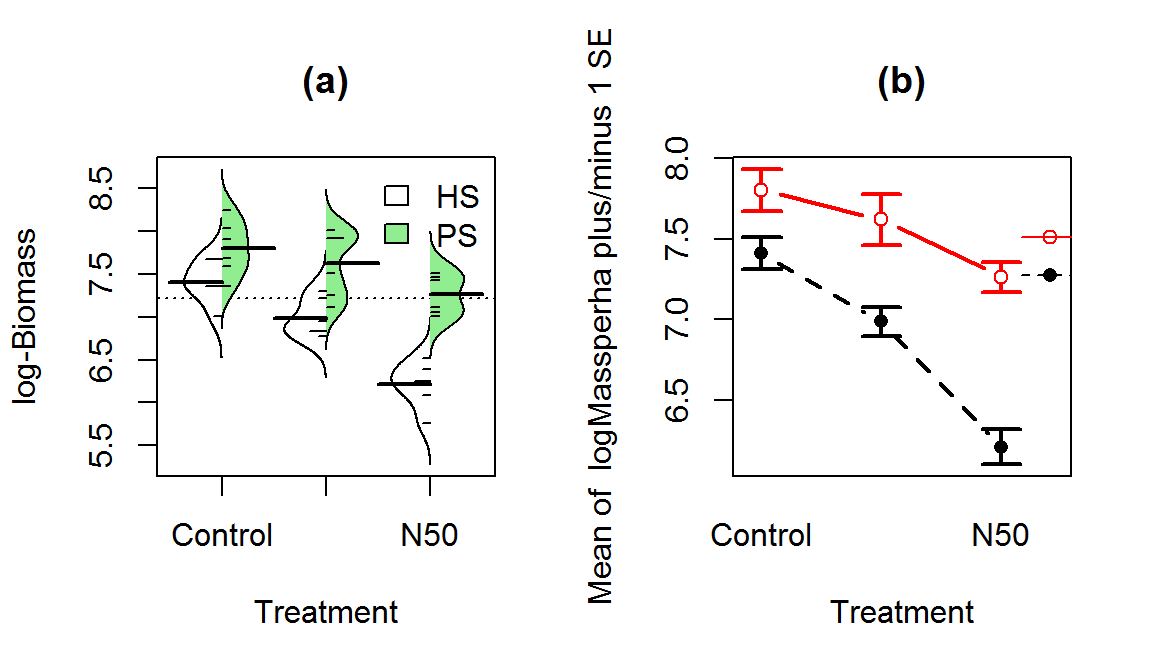 (a)
log-Biomass
8.5
7.5
6.5
5.5
HS
PS
Control
N50
Treatment
(b)
Mean of logMassperha plus/minus 1 SE
8.0
7.5
7.0
6.5
Control
N50
Treatment